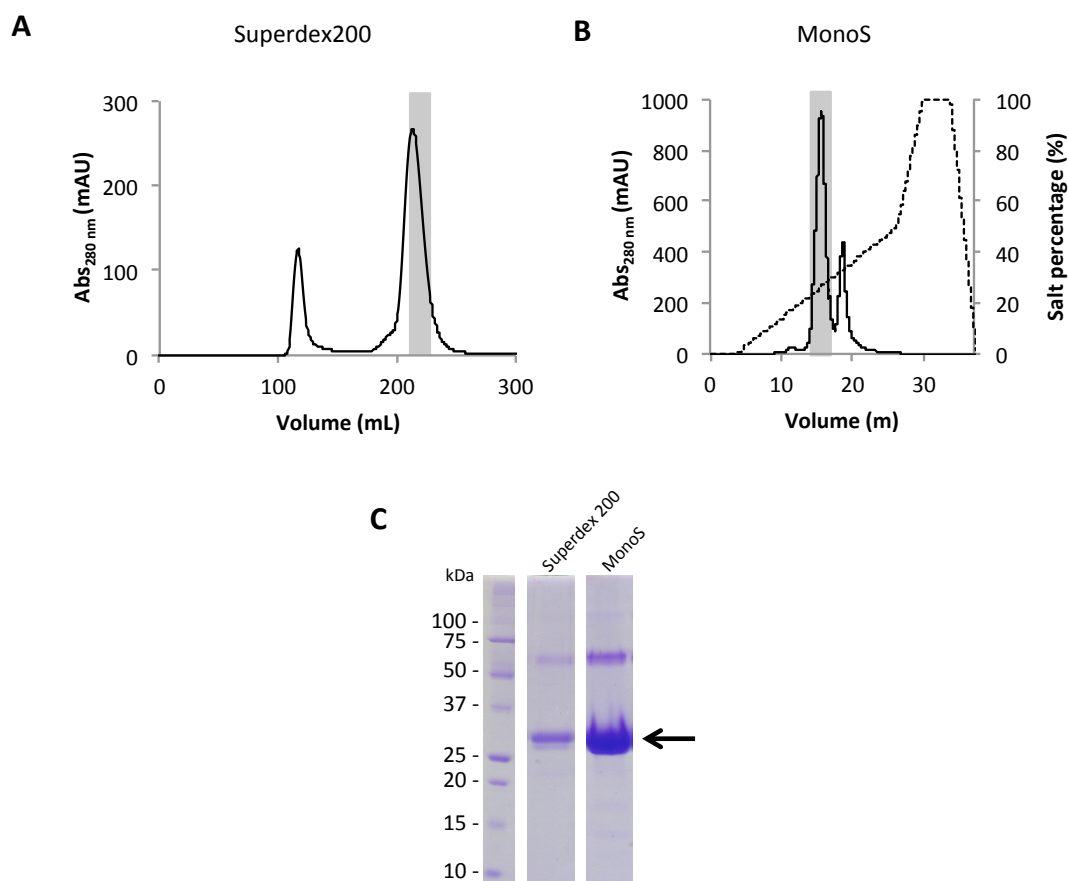 A
Superdex200
Abs280 nm (mAU)
300
200
100
0
0
100
200
300
Volume (mL)
B
MonoS
Abs280 nm (mAU)
1000
800
600
400
200
0
100
80
60
40
20
0
Salt percentage (%)
0
10
20
30
Volume (m)
C
Superdex 200
MonoS
kDa
100 -
75 -
50 -
37 -
25 -
20 -
15 -
10 -